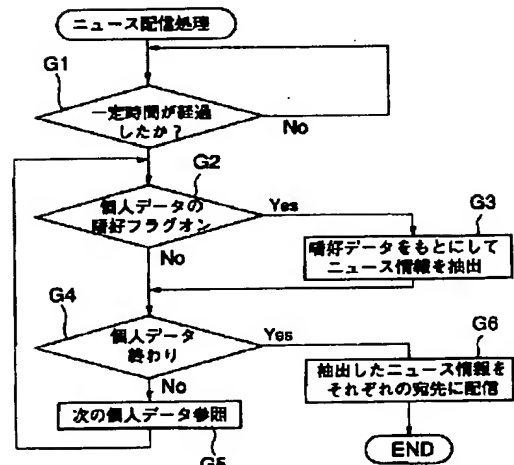 ニュース配信処理
G1
一定時間が経過
したか?
No
G2
個人データの
嗜好フラグオン
Yes
No
G3
嗜好データをもとにして
ニュース情報を抽出
G4
個人データ
終わり
Yes
No
G6
抽出したニュース情報を
それぞれの宛先に配信
次の個人データ参照
G5
END